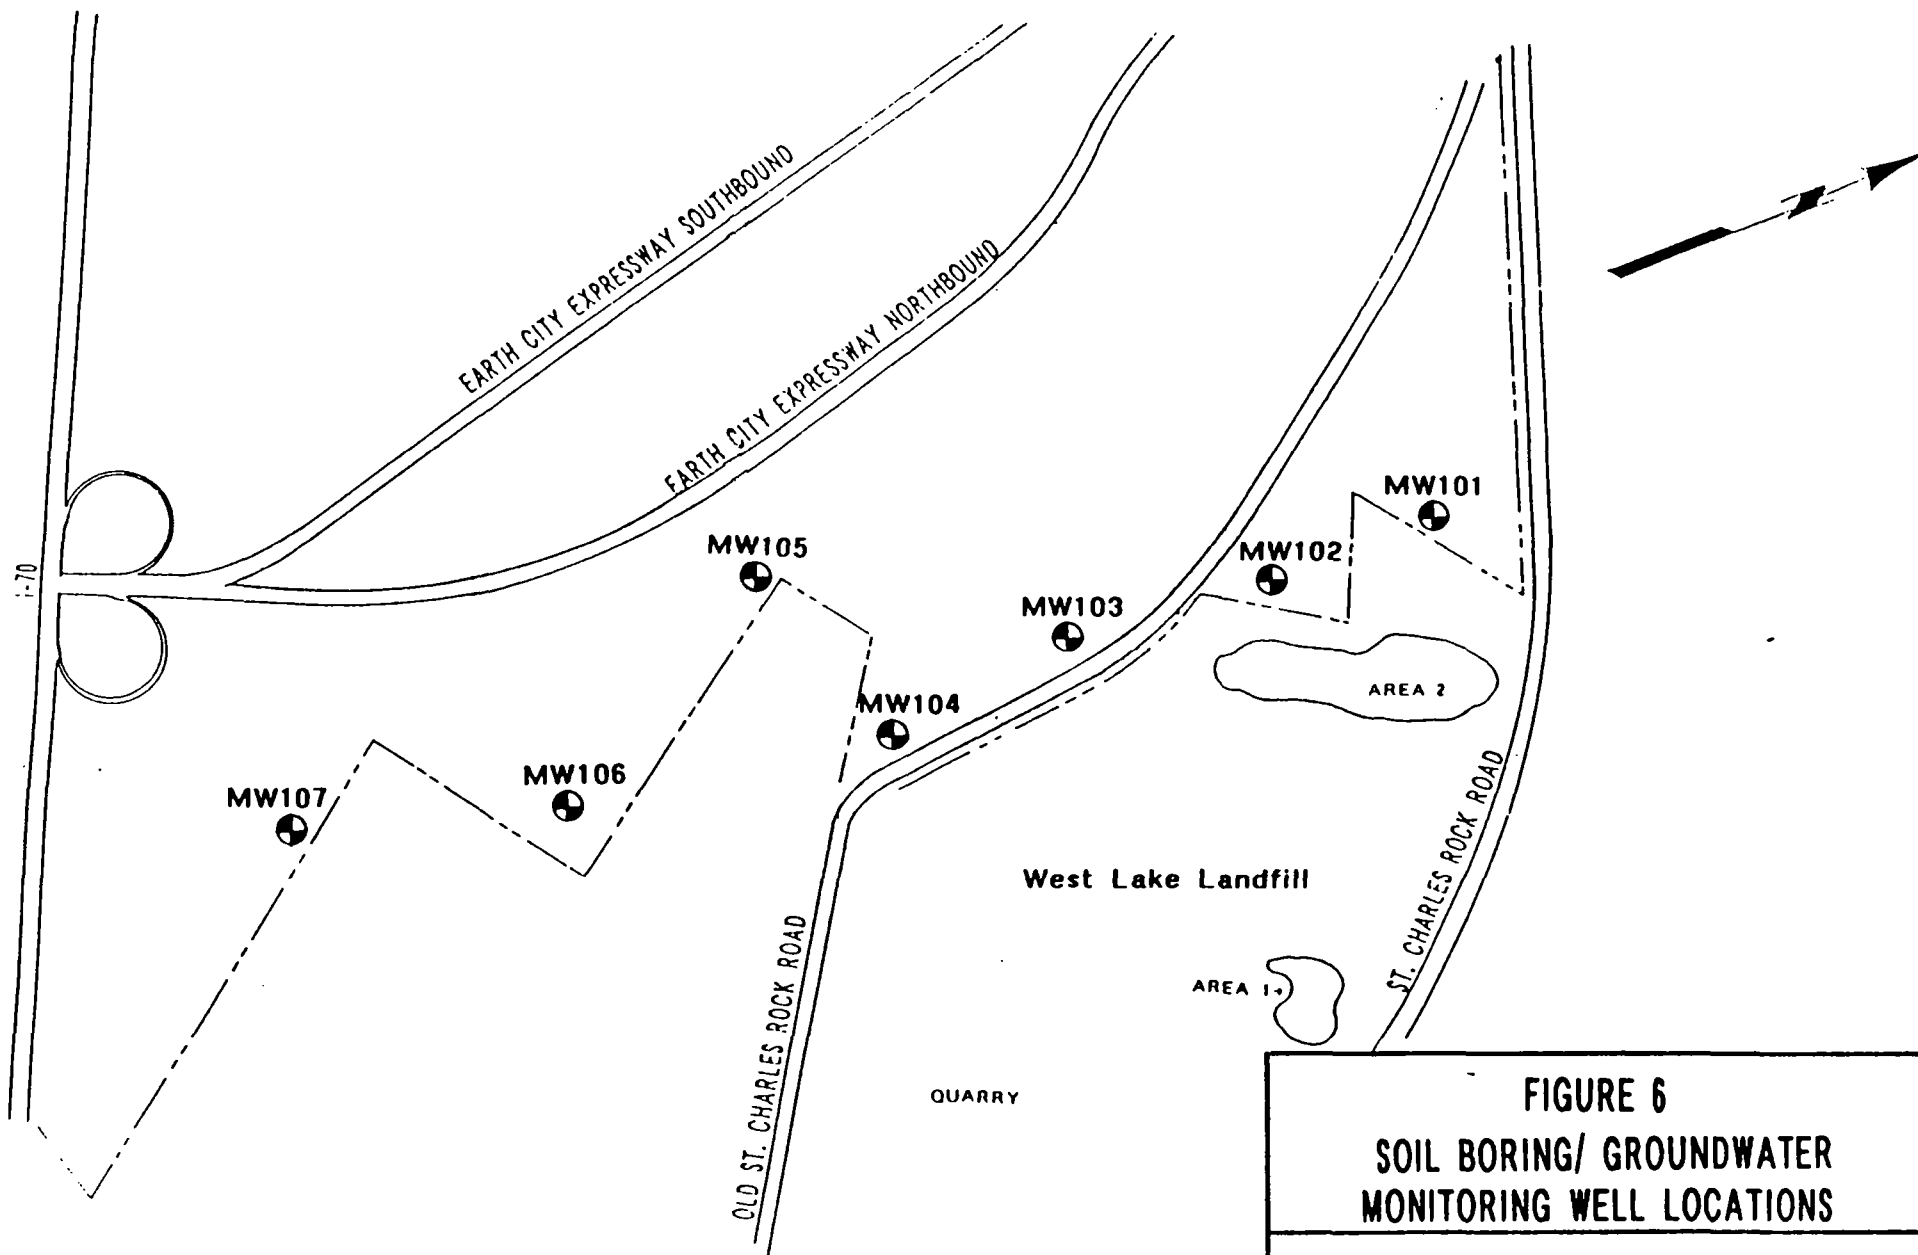 EARTH CITY EXPRESSWAY SOUTHBOUND
EARTH CITY EXPRESSWAY NORTHBOUND
I-70
MW101
MW102
MW105
MW103
MW104
MW106
MW107
AREA 2
West Lake Landfill
ST. CHARLES ROCK ROAD
OLD ST. CHARLES ROCK ROAD
AREA 1
QUARRY
FIGURE 6
SOIL BORING/ GROUNDWATER
MONITORING WELL LOCATIONS